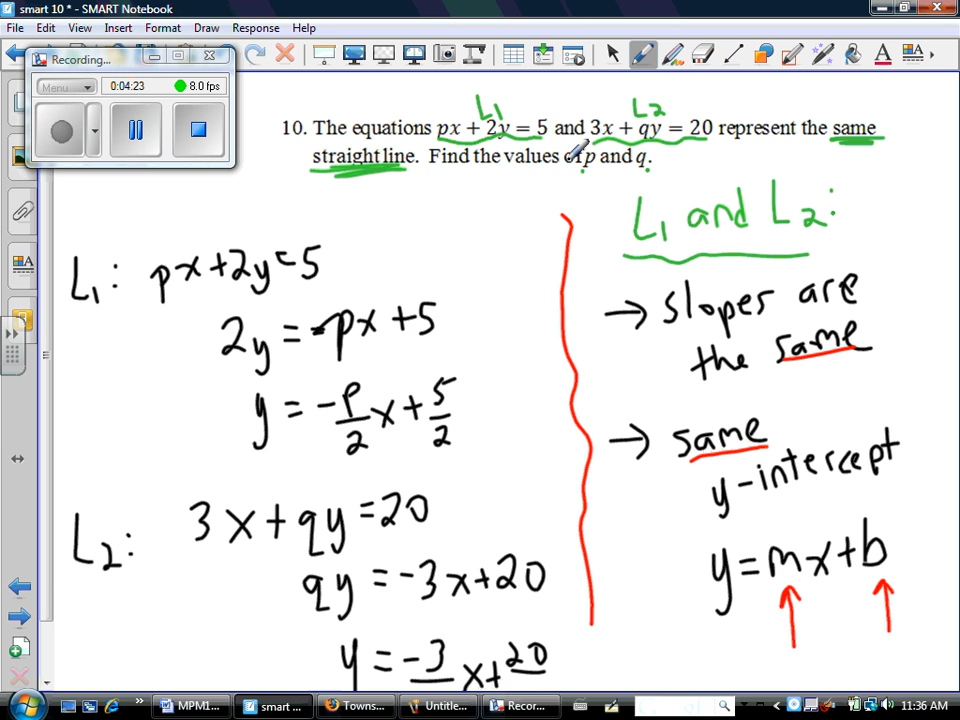 smart 10 * - SMART Notebook
File Edit View Insert Format Draw Response
Recording...
Menu
0:04:23
8.0 fps
L1 L2
10. The equations px + 2y = 5 and 3x + qy = 20 represent the same
straight line. Find the values of p and q.
L1 and L2:
→ slopes are
the same
→ same
y-intercept
y=mx+b
L1: px+2y=5
2y = -px +5
y = -p/2 x + 5/2
L2: 3x+qy=20
qy = -3x+20
y = -3 x+ 20
MPM1...
smart ...
Towns...
Untitle...
Recor...
11:36 AM